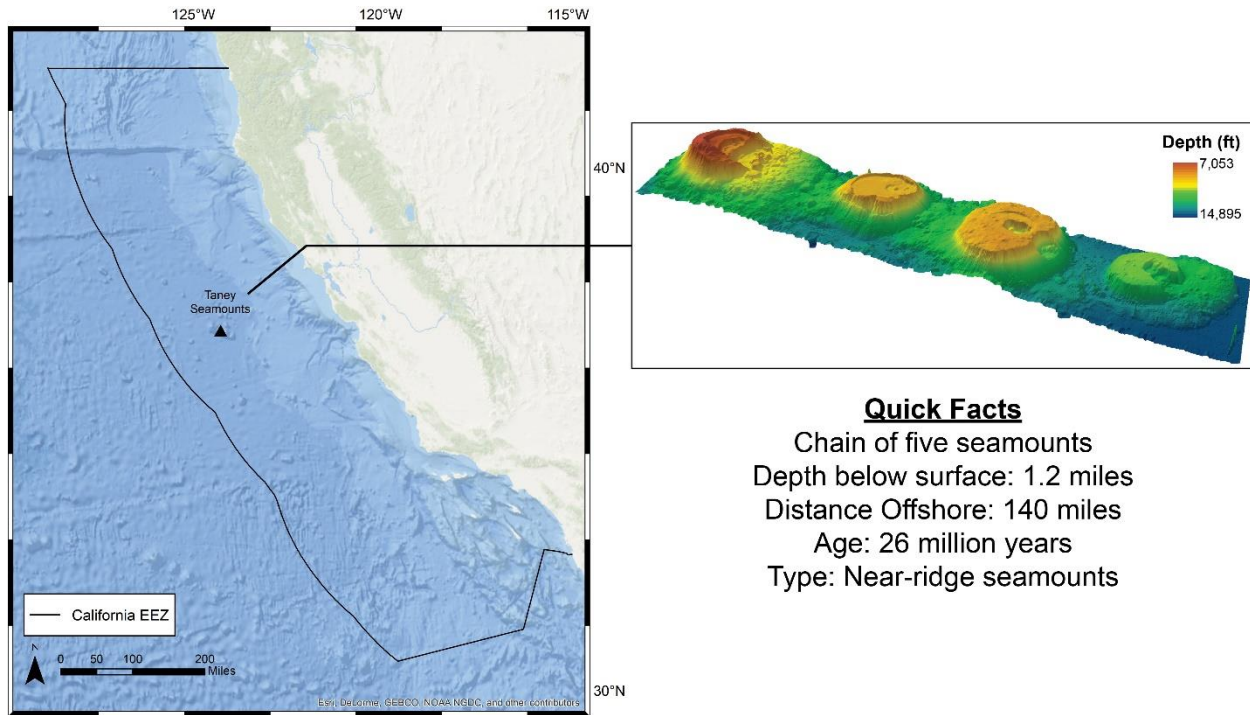 125°W
120°W
115°W
40°N
30°N
Taney
Seamounts
California EEZ
N
0 50 100 200
Miles
Esri, DeLorme, GEBCO, NOAA NGDC, and other contributors
Depth (ft)
7,053
14,895
Quick Facts
Chain of five seamounts
Depth below surface: 1.2 miles
Distance Offshore: 140 miles
Age: 26 million years
Type: Near-ridge seamounts